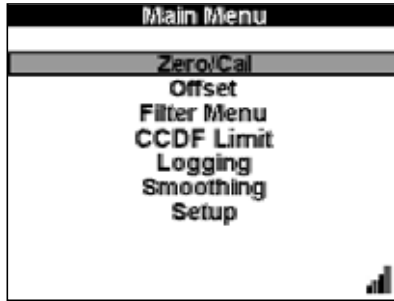 Main Menu
Zero/Cal
Offset
Filter Menu
CCDF Limit
Logging
Smoothing
Setup